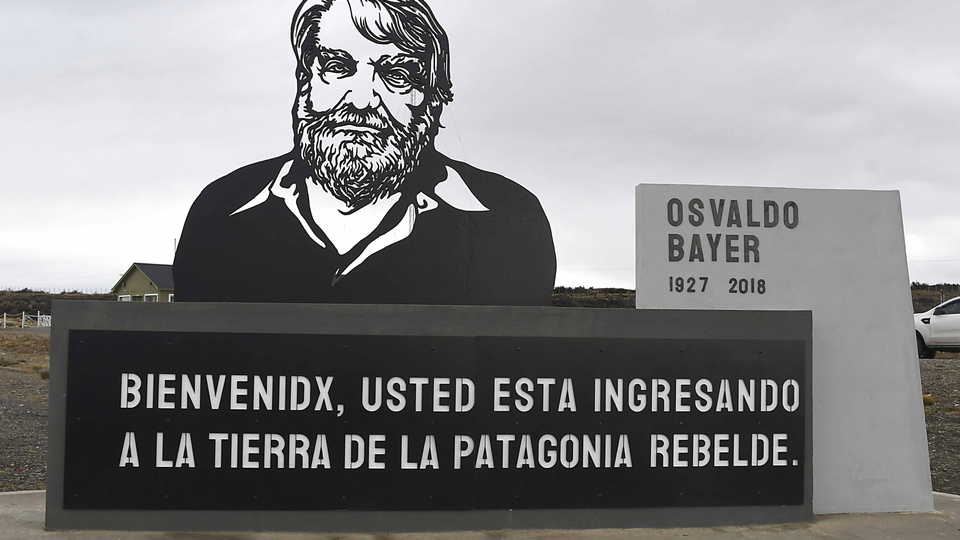 OSVALDO
BAYER
1927 2018
BIENVENIDX, USTED ESTA INGRESANDO
A LA TIERRA DE LA PATAGONIA REBELDE.